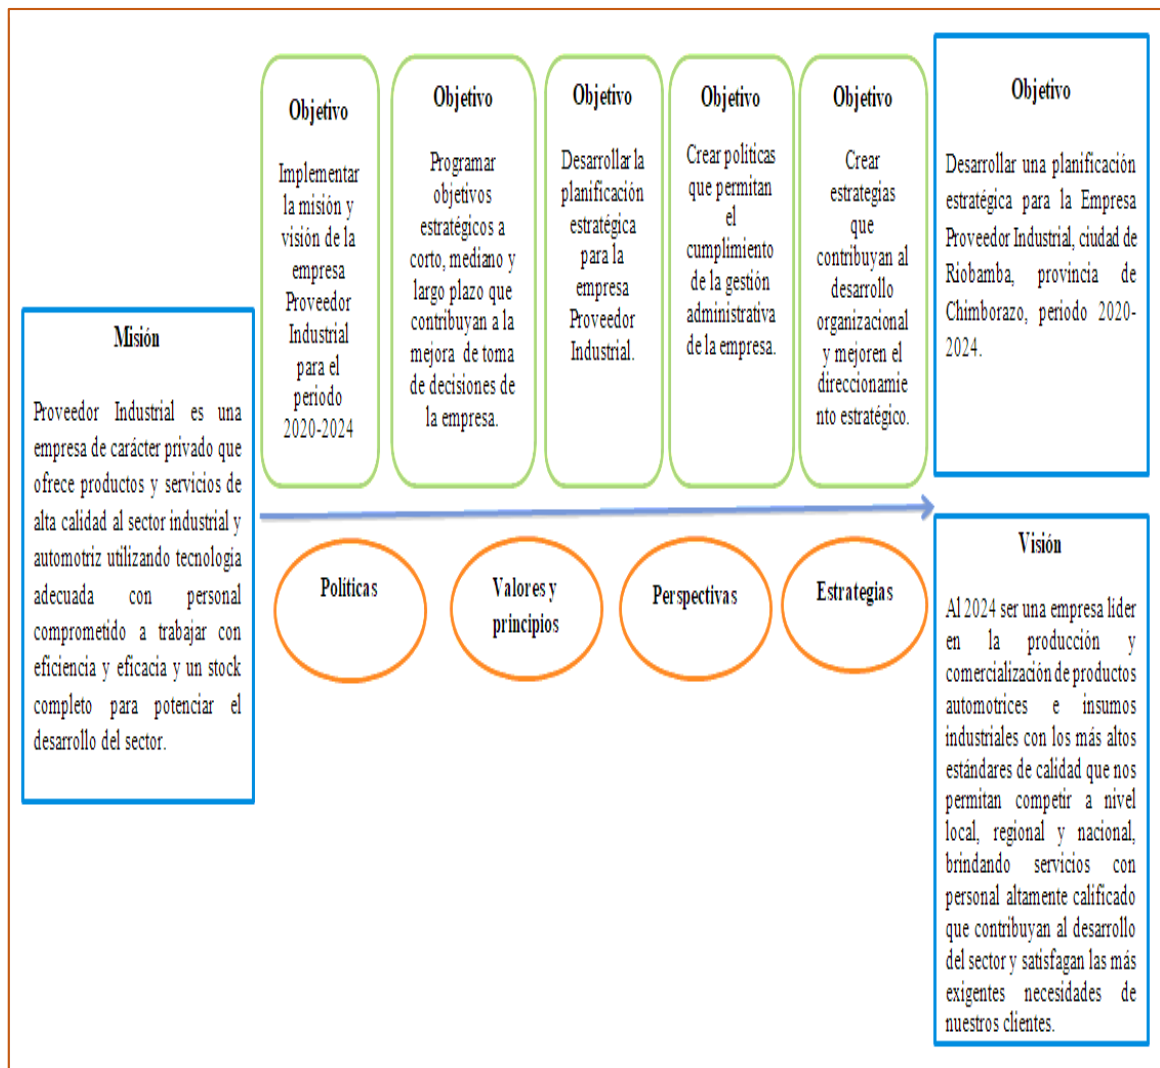 Misión
Proveedor Industrial es una
empresa de carácter privado que
ofrece productos y servicios de
alta calidad al sector industrial y
automotriz utilizando tecnología
adecuada con personal
comprometido a trabajar con
eficiencia y eficacia y un stock
completo para potenciar el
desarrollo del sector.
Objetivo
Implementar
la misión y
visión de la
empresa
Proveedor
Industrial
para el
periodo
2020-2024
Objetivo
Programar
objetivos
estratégicos a
corto, mediano y
largo plazo que
contribuyan a la
mejora de toma
de decisiones de
la empresa.
Objetivo
Desarrollar la
planificación
estratégica
para la
empresa
Proveedor
Industrial.
Objetivo
Crear políticas
que permitan
el
cumplimiento
de la gestión
administrativa
de la empresa.
Objetivo
Crear
estrategias
que
contribuyan al
desarrollo
organizacional
y mejoren el
direccionamie
nto estratégico.
Objetivo
Desarrollar una planificación
estratégica para la Empresa
Proveedor Industrial, ciudad de
Riobamba, provincia de
Chimborazo, periodo 2020-
2024.
Políticas
Valores y
principios
Perspectivas
Estrategias
Visión
Al 2024 ser una empresa líder
en la producción y
comercialización de productos
automotrices e insumos
industriales con los más altos
estándares de calidad que nos
permitan competir a nivel
local, regional y nacional,
brindando servicios con
personal altamente calificado
que contribuyan al desarrollo
del sector y satisfagan las más
exigentes necesidades de
nuestros clientes.